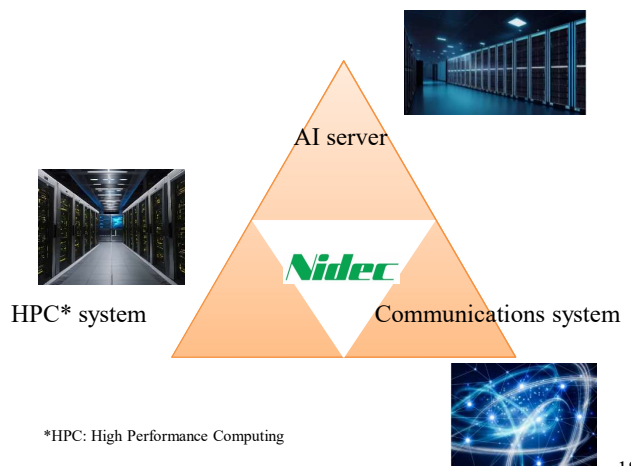 AI server
Nidec
HPC* system
Communications system
*HPC: High Performance Computing